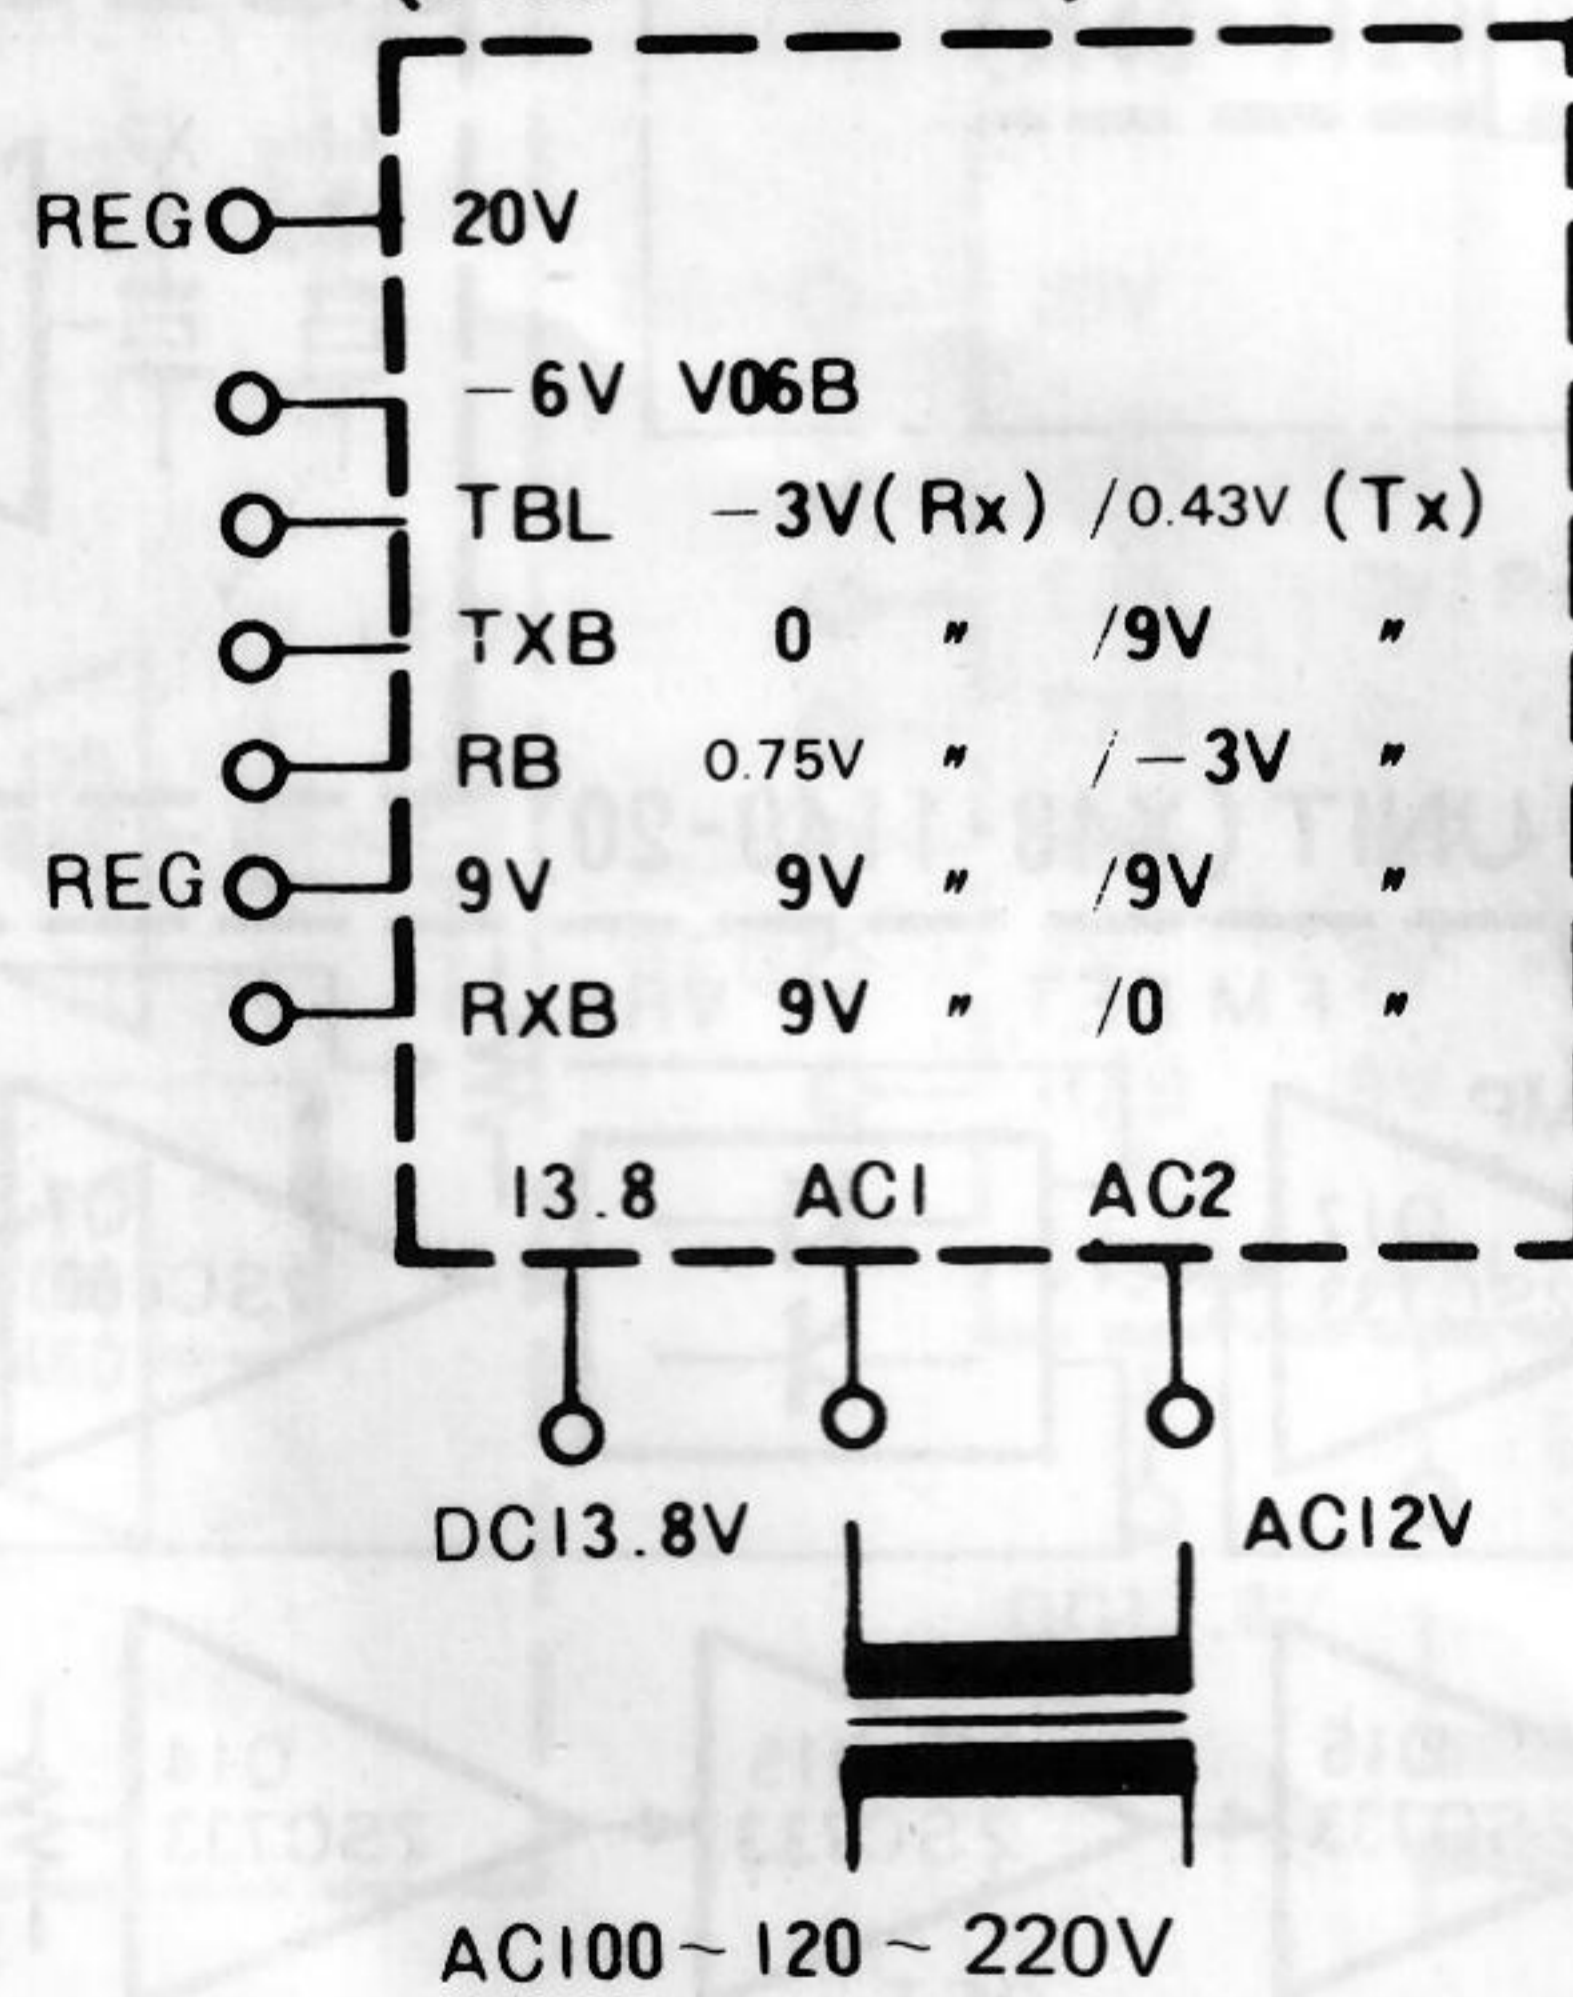 REG 20V
−6V V06B
TBL −3V(Rx) /0.43V (Tx)
TXB 0 〃 /9V 〃
RB 0.75V 〃 /−3V 〃
REG 9V 9V 〃 /9V 〃
RXB 9V 〃 /0 〃
13.8 AC1 AC2
DC13.8V AC12V
AC100~120~220V